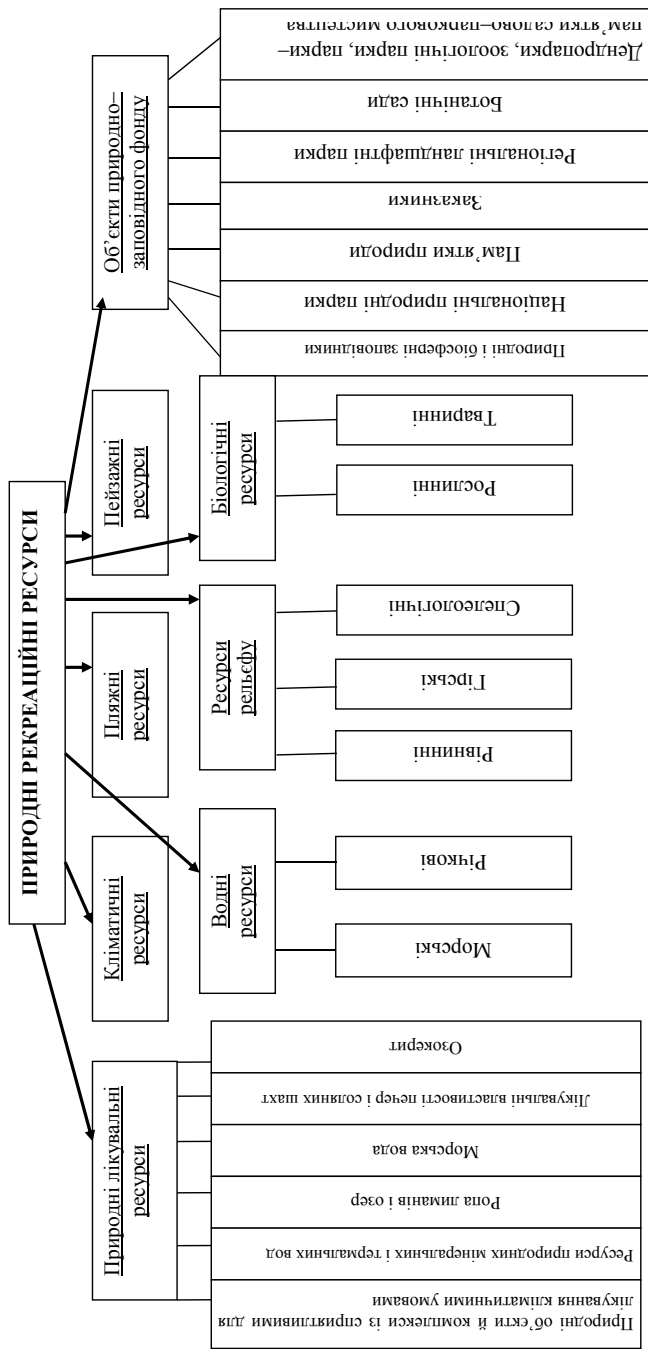 ПРИРОДНІ РЕКРЕАЦІЙНІ РЕСУРСИ
Природні лікувальні
ресурси
Кліматичні
ресурси
Пляжні
ресурси
Пейзажні
ресурси
Об’єкти природно–
заповідного фонду
Водні
ресурси
Ресурси
рельєфу
Біологічні
ресурси
Природні об’єкти й комплекси із сприятливими для
лікування кліматичними умовами
Ресурси природних мінеральних і термальних вод
Ропа лиманів і озер
Морська вода
Лікувальні властивості печер і соляних шахт
Озокерит
Морські
Річкові
Рівнинні
Гірські
Спелеологічні
Рослинні
Тваринні
Природні і біосферні заповідники
Національні природні парки
Пам’ятки природи
Заказники
Регіональні ландшафтні парки
Ботанічні сади
Дендропарки, зоологічні парки, парки–
пам’ятки садово–паркового мистецтва